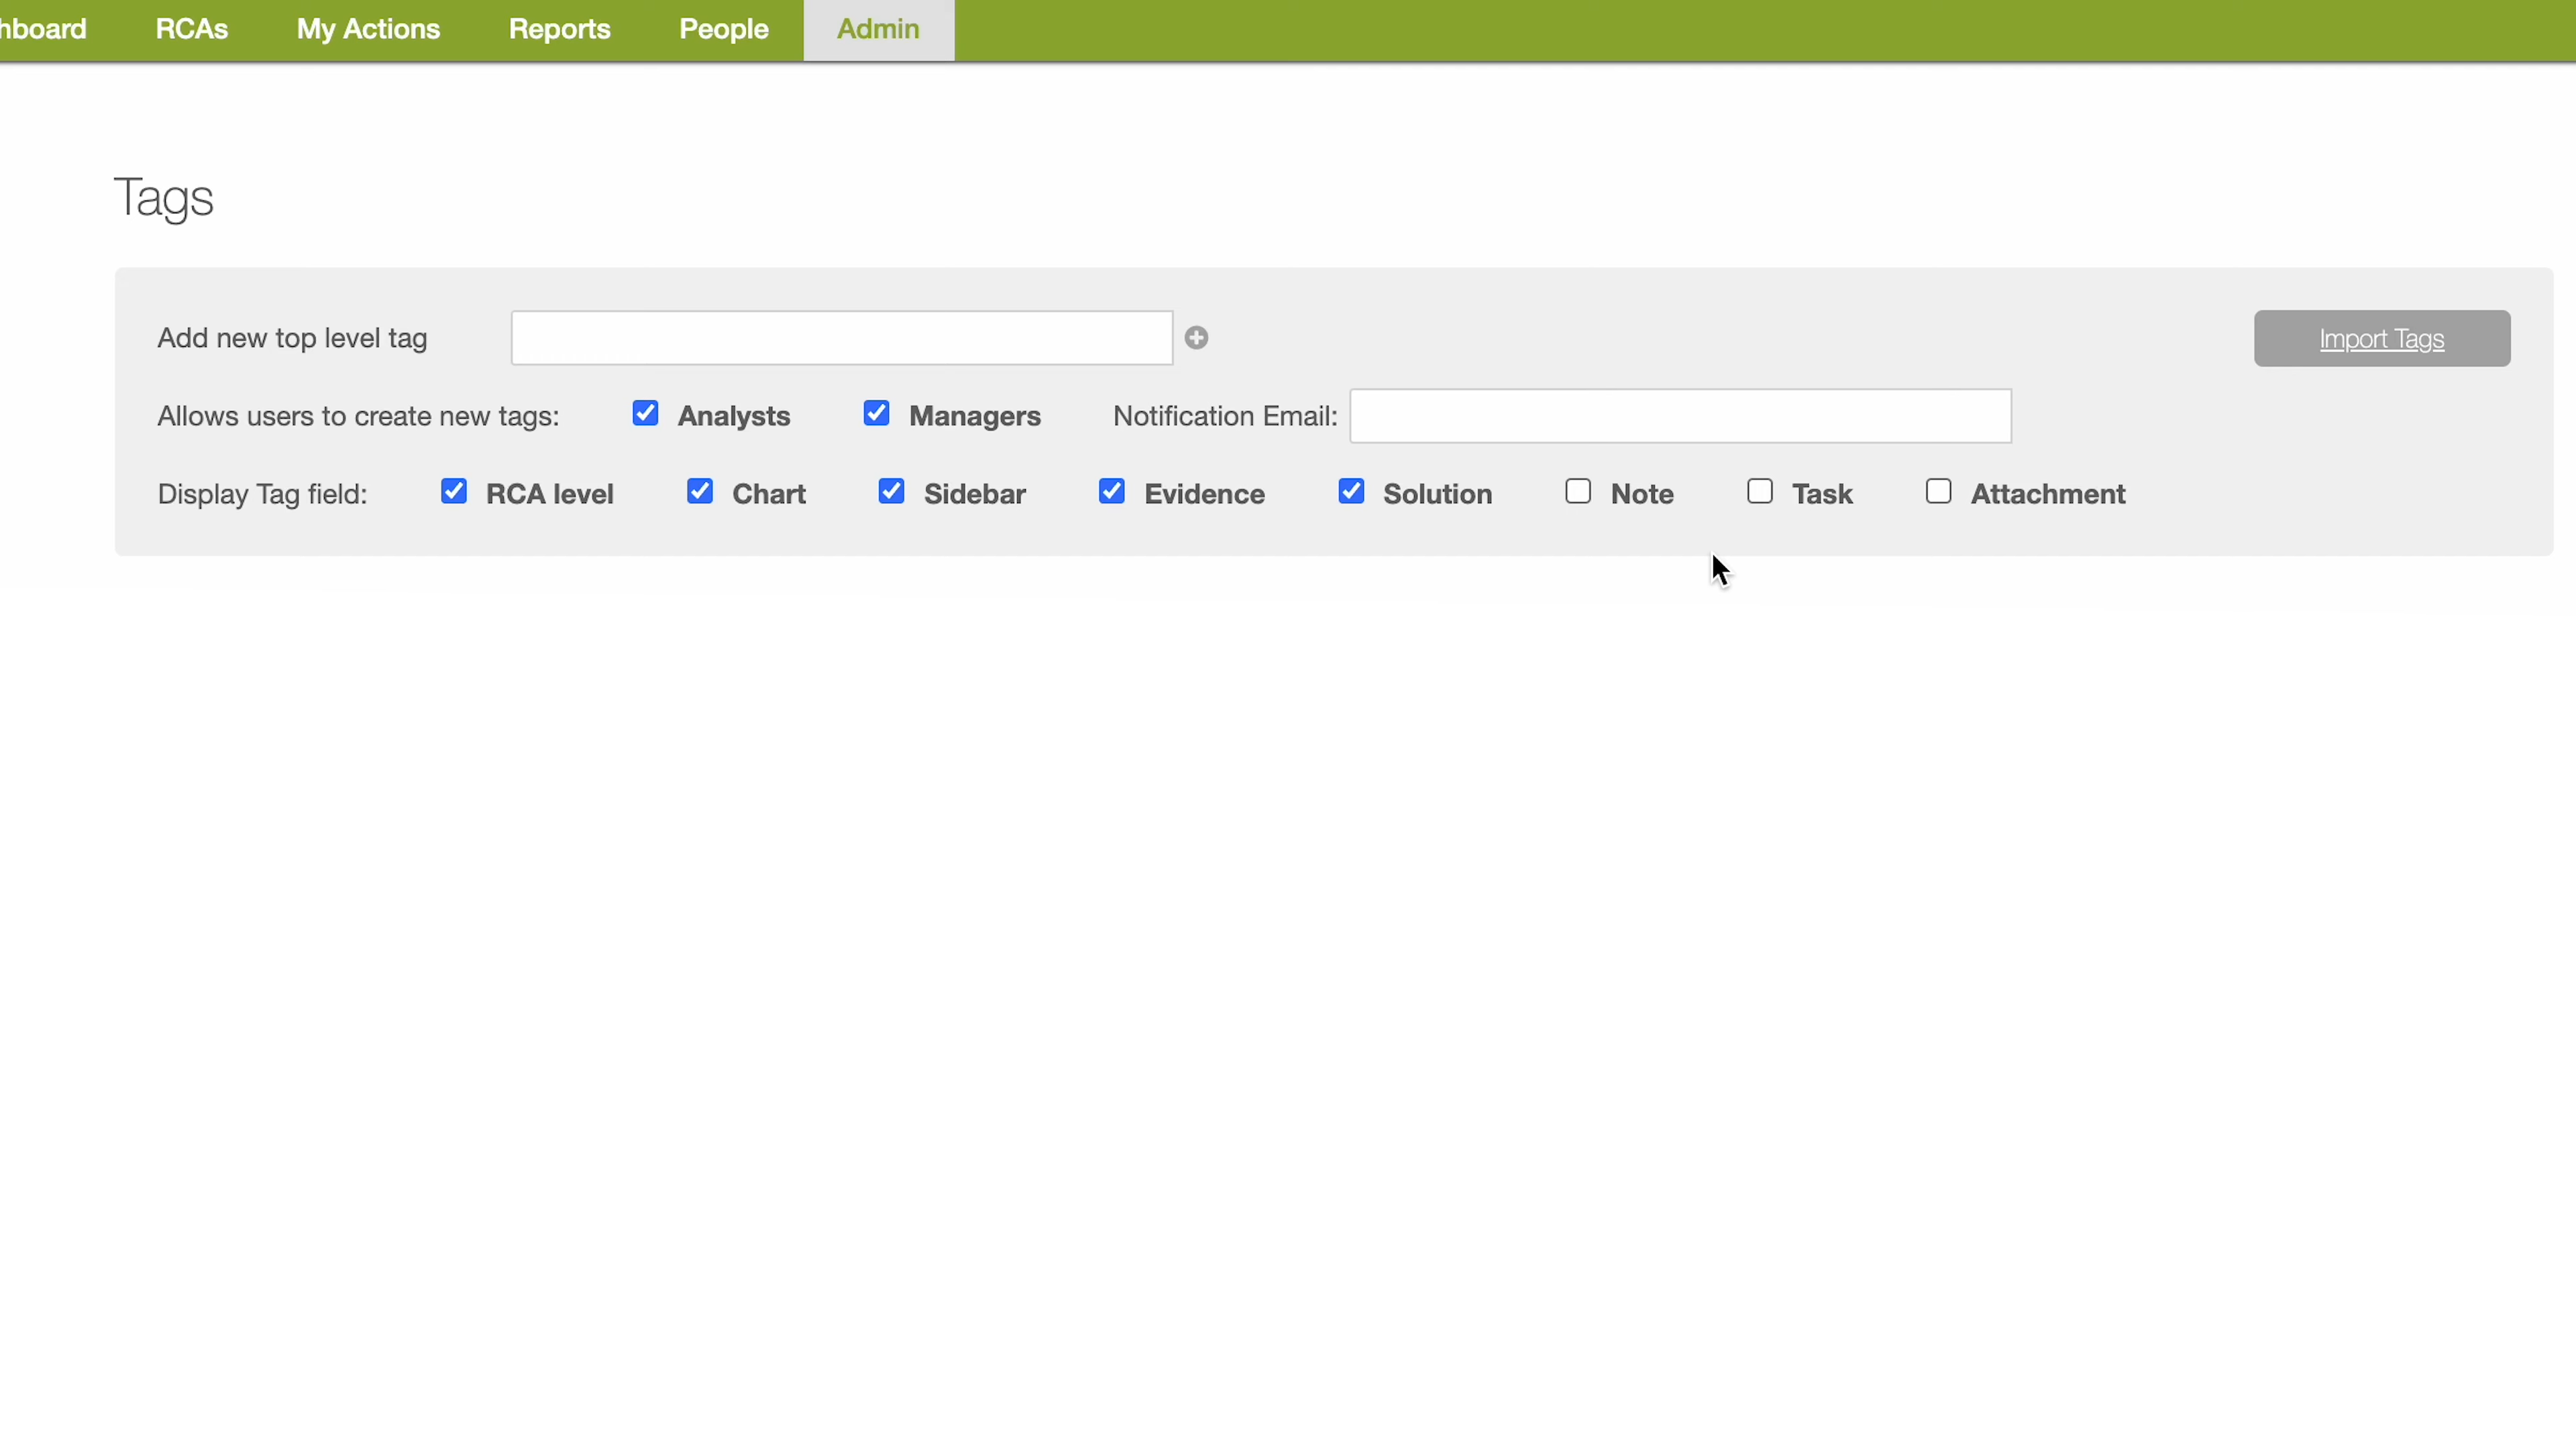 hboard RCAs My Actions Reports People Admin
Tags
Add new top level tag Import Tags
Allows users to create new tags: Analysts Managers Notification Email:
Display Tag field: RCA level Chart Sidebar Evidence Solution Note Task Attachment